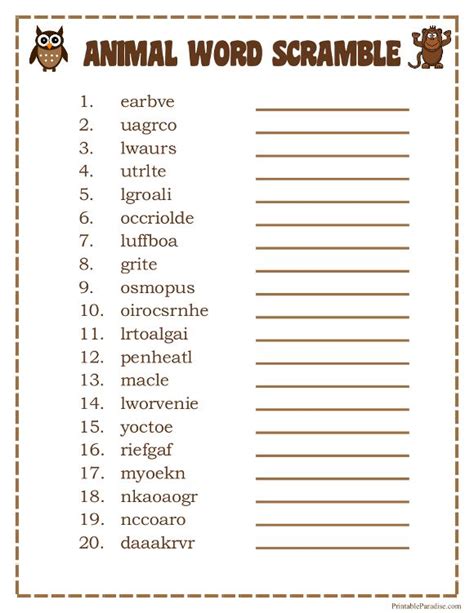 ANIMAL WORD SCRAMBLE
1. earbve
2. uagrco
3. lwaurs
4. utrlte
5. lgroali
6. occriolde
7. luffboa
8. grite
9. osmopus
10. oirocsrnhe
11. lrtoalgai
12. penheatl
13. macle
14. lworvenie
15. yoctoe
16. riefgaf
17. myoekn
18. nkaoaogr
19. nccoaro
20. daaakrvr
PrintableParadise.com